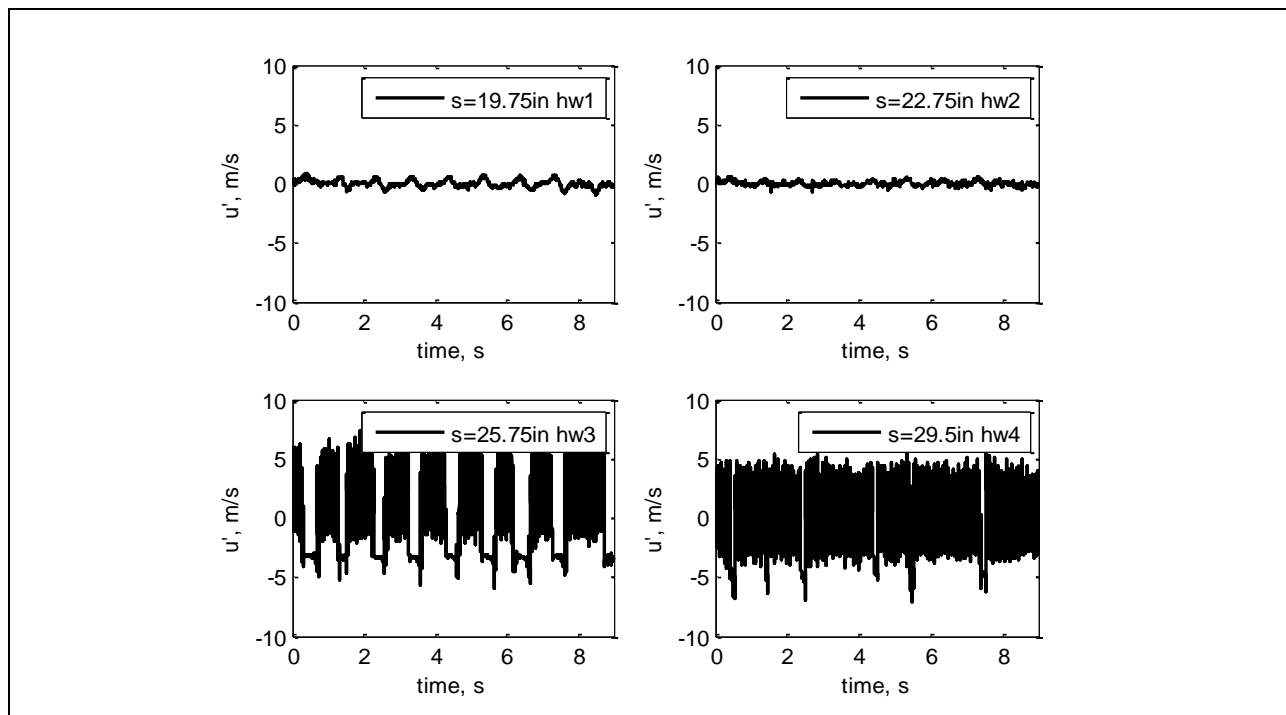 10
5
0
-5
-10
u', m/s
s=19.75in hw1
0 2 4 6 8
time, s
10
5
0
-5
-10
u', m/s
s=22.75in hw2
0 2 4 6 8
time, s
10
5
0
-5
-10
u', m/s
s=25.75in hw3
0 2 4 6 8
time, s
10
5
0
-5
-10
u', m/s
s=29.5in hw4
0 2 4 6 8
time, s